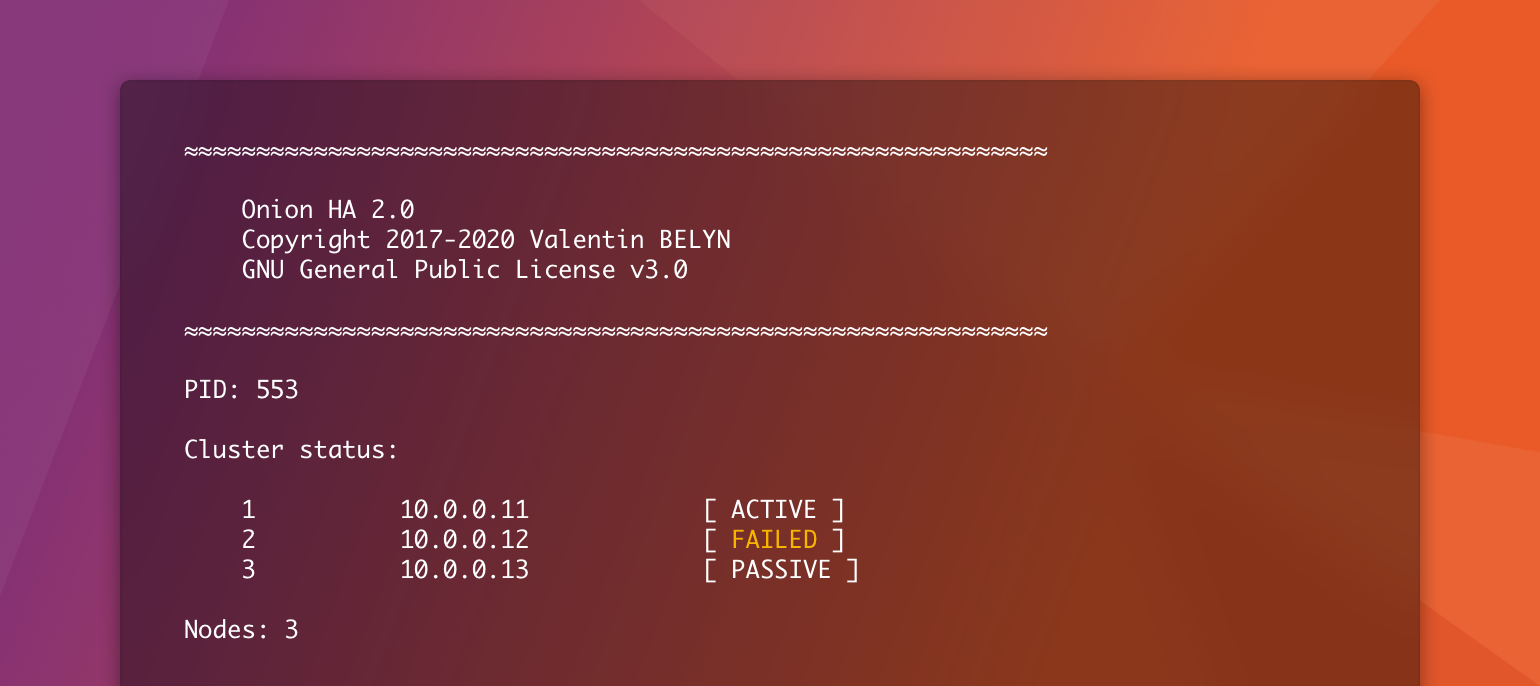 ≈≈≈≈≈≈≈≈≈≈≈≈≈≈≈≈≈≈≈≈≈≈≈≈≈≈≈≈≈≈≈≈≈≈≈≈≈≈≈≈≈≈≈≈≈≈≈≈≈≈≈≈≈≈≈≈≈≈≈≈
Onion HA 2.0
Copyright 2017-2020 Valentin BELYN
GNU General Public License v3.0
≈≈≈≈≈≈≈≈≈≈≈≈≈≈≈≈≈≈≈≈≈≈≈≈≈≈≈≈≈≈≈≈≈≈≈≈≈≈≈≈≈≈≈≈≈≈≈≈≈≈≈≈≈≈≈≈≈≈≈≈
PID: 553
Cluster status:
1 10.0.0.11 [ ACTIVE ]
2 10.0.0.12 [ FAILED ]
3 10.0.0.13 [ PASSIVE ]
Nodes: 3